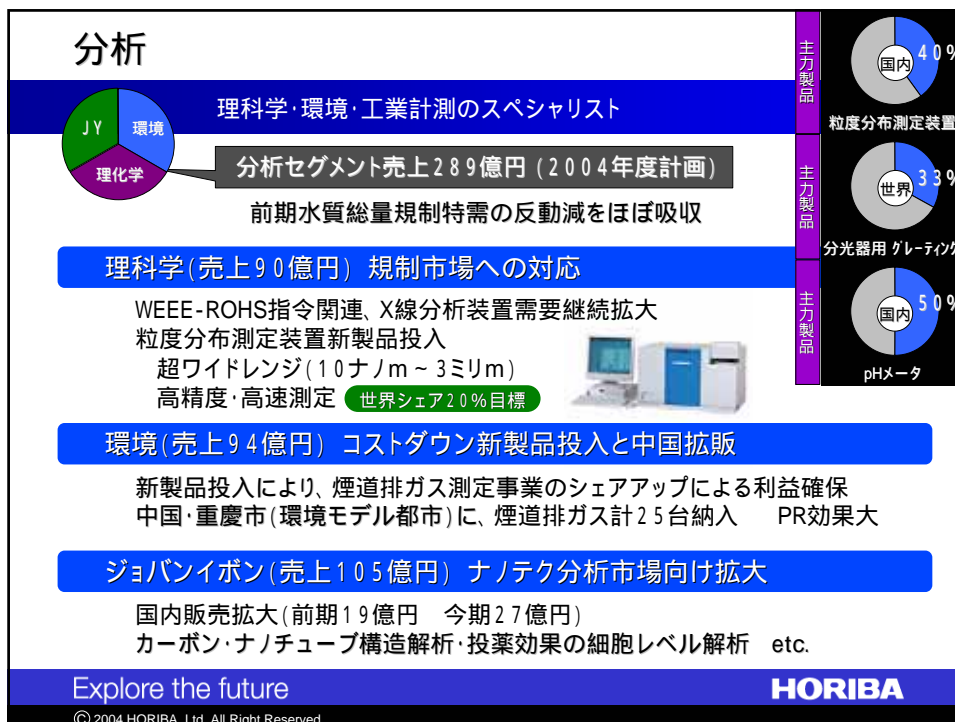 分析
理科学･環境･工業計測のスペシャリスト
JY
環境
理化学
分析セグメント売上289億円 (2004年度計画)
前期水質総量規制特需の反動減をほぼ吸収
理科学(売上90億円) 規制市場への対応
WEEE-ROHS指令関連、X線分析装置需要継続拡大
粒度分布測定装置新製品投入
超ワイドレンジ(10ナノm ~ 3ミリm)
高精度･高速測定
世界シェア20%目標
環境(売上94億円) コストダウン新製品投入と中国拡販
新製品投入により、煙道排ガス測定事業のシェアアップによる利益確保
中国･重慶市(環境モデル都市)に、煙道排ガス計25台納入 PR効果大
ジョバンイボン(売上105億円) ナノテク分析市場向け拡大
国内販売拡大(前期19億円 今期27億円)
カーボン･ナノチューブ構造解析･投薬効果の細胞レベル解析 etc.
主力製品
国内
40%
粒度分布測定装置
主力製品
世界
33%
分光器用 グレーティング
主力製品
国内
50%
pHメータ
Explore the future
HORIBA
© 2004 HORIBA, Ltd. All Right Reserved